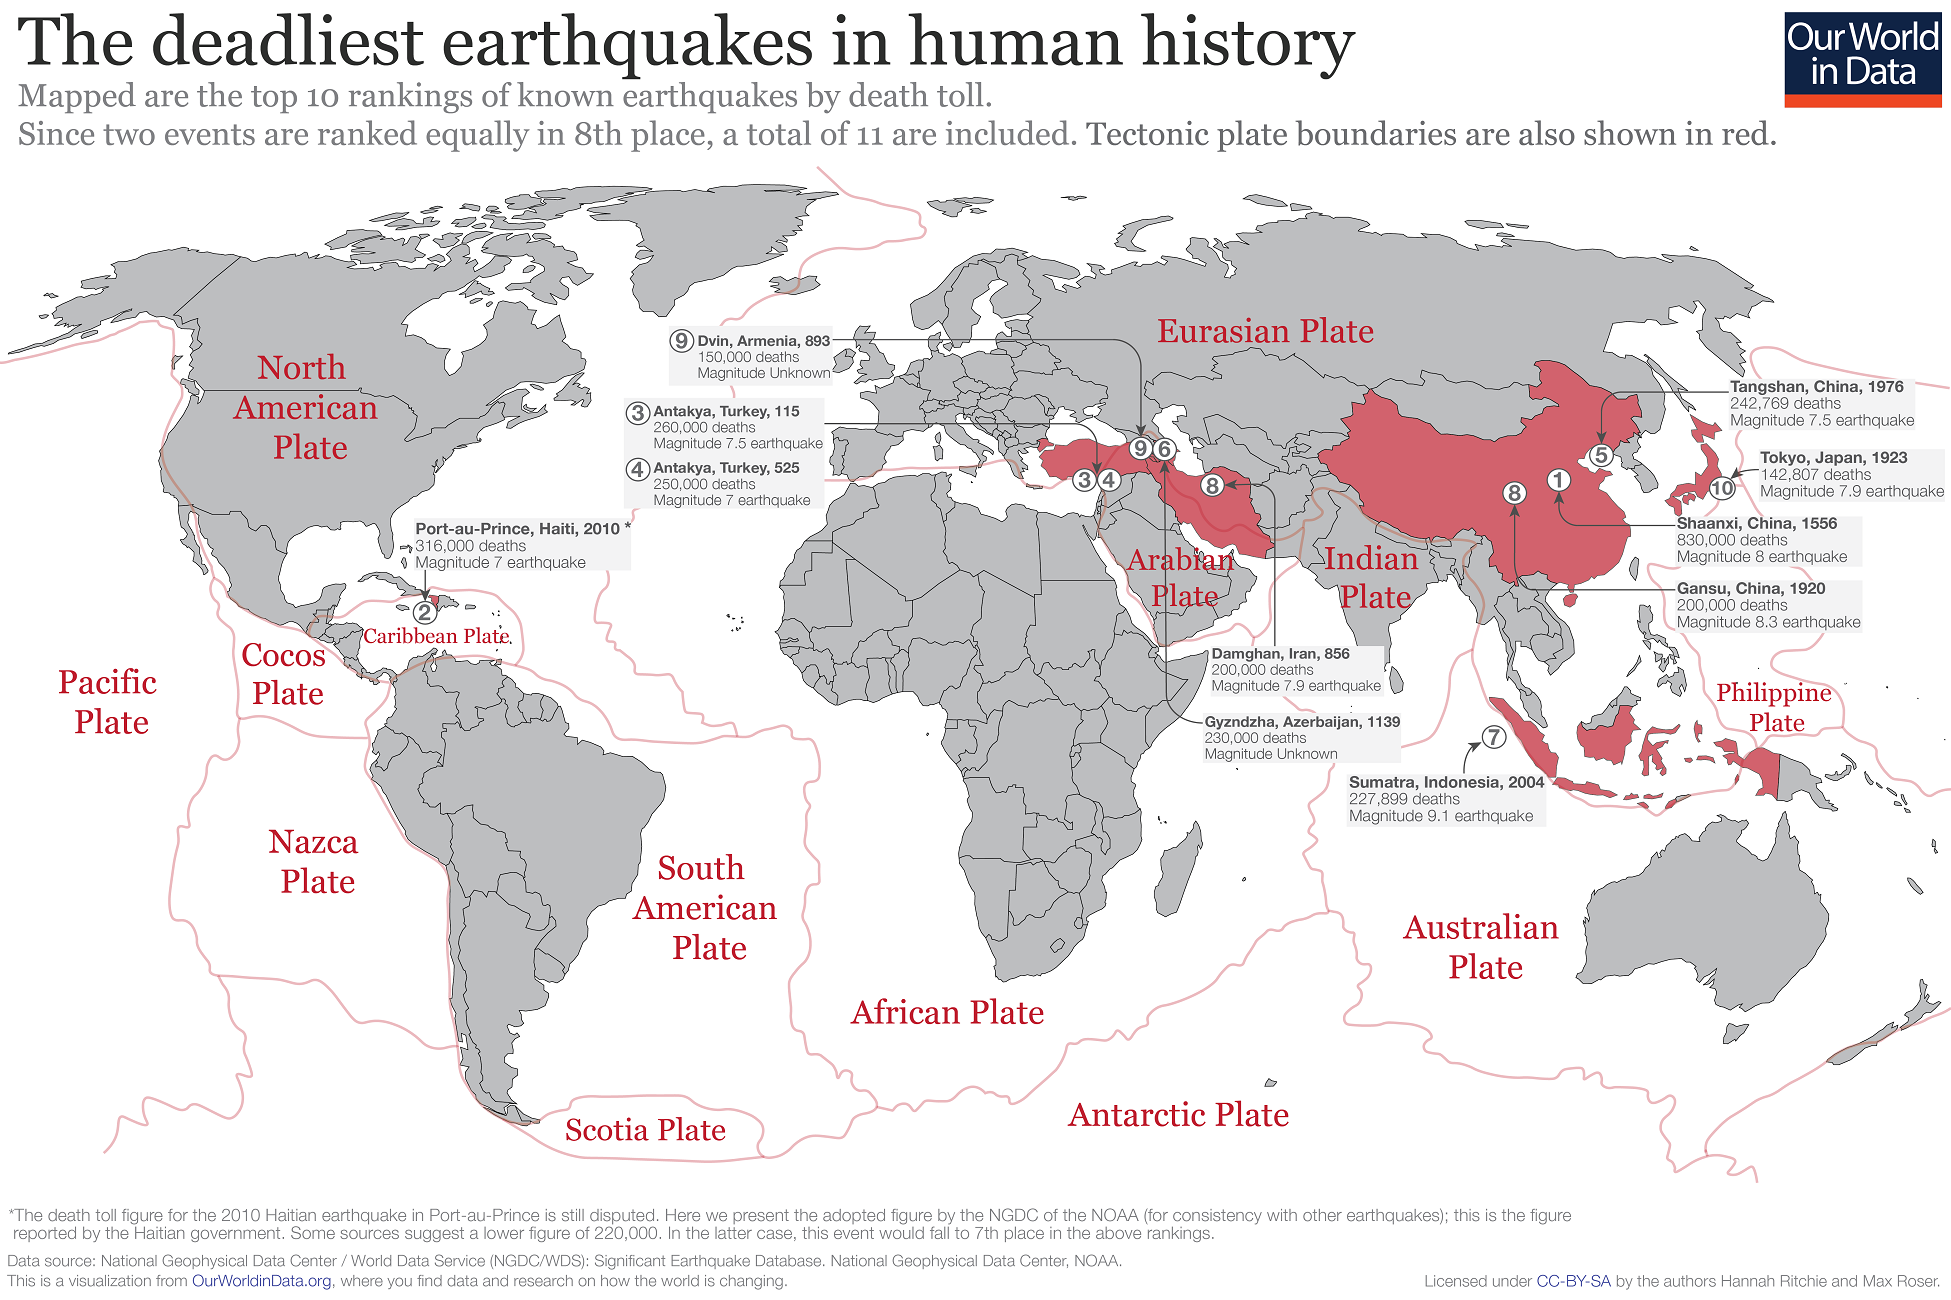 The deadliest earthquakes in human history
Our World
in Data
Mapped are the top 10 rankings of known earthquakes by death toll.
Since two events are ranked equally in 8th place, a total of 11 are included. Tectonic plate boundaries are also shown in red.
North
American
Plate
Eurasian Plate
9 Dvin, Armenia, 893
150,000 deaths
Magnitude Unknown
3 Antakya, Turkey, 115
260,000 deaths
Magnitude 7.5 earthquake
4 Antakya, Turkey, 525
250,000 deaths
Magnitude 7 earthquake
Tangshan, China, 1976
242,769 deaths
Magnitude 7.5 earthquake
Tokyo, Japan, 1923
142,807 deaths
Magnitude 7.9 earthquake
9
6
3
4
8
5
1
8
10
Port-au-Prince, Haiti, 2010 *
316,000 deaths
Magnitude 7 earthquake
2
Shaanxi, China, 1556
830,000 deaths
Magnitude 8 earthquake
Gansu, China, 1920
200,000 deaths
Magnitude 8.3 earthquake
Arabian
Plate
Indian
Plate
Caribbean Plate
Cocos
Plate
Pacific
Plate
Damghan, Iran, 856
200,000 deaths
Magnitude 7.9 earthquake
Gyzndzha, Azerbaijan, 1139
230,000 deaths
Magnitude Unknown
Philippine
Plate
7
Sumatra, Indonesia, 2004
227,899 deaths
Magnitude 9.1 earthquake
Nazca
Plate
South
American
Plate
Australian
Plate
African Plate
Antarctic Plate
Scotia Plate
*The death toll figure for the 2010 Haitian earthquake in Port-au-Prince is still disputed. Here we present the adopted figure by the NGDC of the NOAA (for consistency with other earthquakes); this is the figure
reported by the Haitian government. Some sources suggest a lower figure of 220,000. In the latter case, this event would fall to 7th place in the above rankings.
Data source: National Geophysical Data Center / World Data Service (NGDC/WDS): Significant Earthquake Database. National Geophysical Data Center, NOAA.
This is a visualization from OurWorldinData.org, where you find data and research on how the world is changing.
Licensed under CC-BY-SA by the authors Hannah Ritchie and Max Roser.